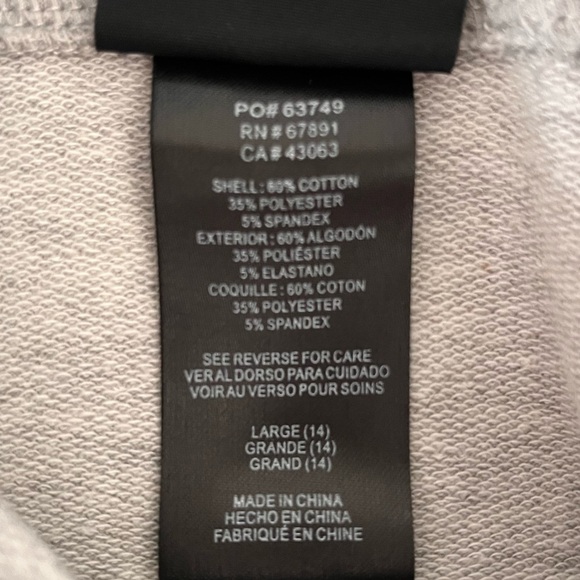 PO# 63749
RN # 67891
CA # 43063
SHELL: 60% COTTON
35% POLYESTER
5% SPANDEX
EXTERIOR: 60% ALGODÓN
35% POLIÉSTER
5% ELASTANO
COQUILLE: 60% COTON
35% POLYESTER
5% SPANDEX
SEE REVERSE FOR CARE
VER AL DORSO PARA CUIDADO
VOIR AU VERSO POUR SOINS
LARGE (14)
GRANDE (14)
GRAND (14)
MADE IN CHINA
HECHO EN CHINA
FABRIQUÉ EN CHINE